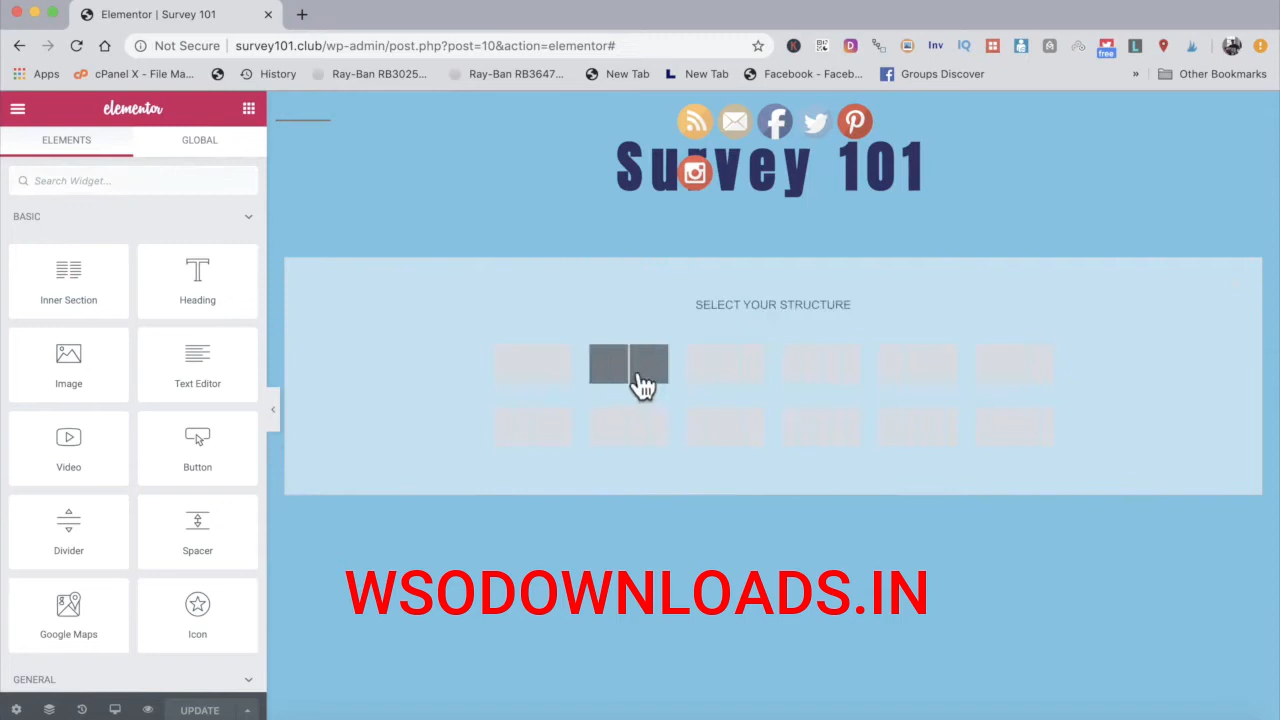 Elementor | Survey 101
Not Secure survey101.club/wp-admin/post.php?post=10&action=elementor#
Inv IQ free
Apps cPanel X - File Ma... History Ray-Ban RB3025... Ray-Ban RB3647... New Tab New Tab Facebook - Faceb... Groups Discover » Other Bookmarks
elementor
ELEMENTS GLOBAL
Search Widget...
BASIC
Inner Section Heading
Image Text Editor
Video Button
Divider Spacer
Google Maps Icon
GENERAL
UPDATE
Survey 101
SELECT YOUR STRUCTURE
WSODOWNLOADS.IN